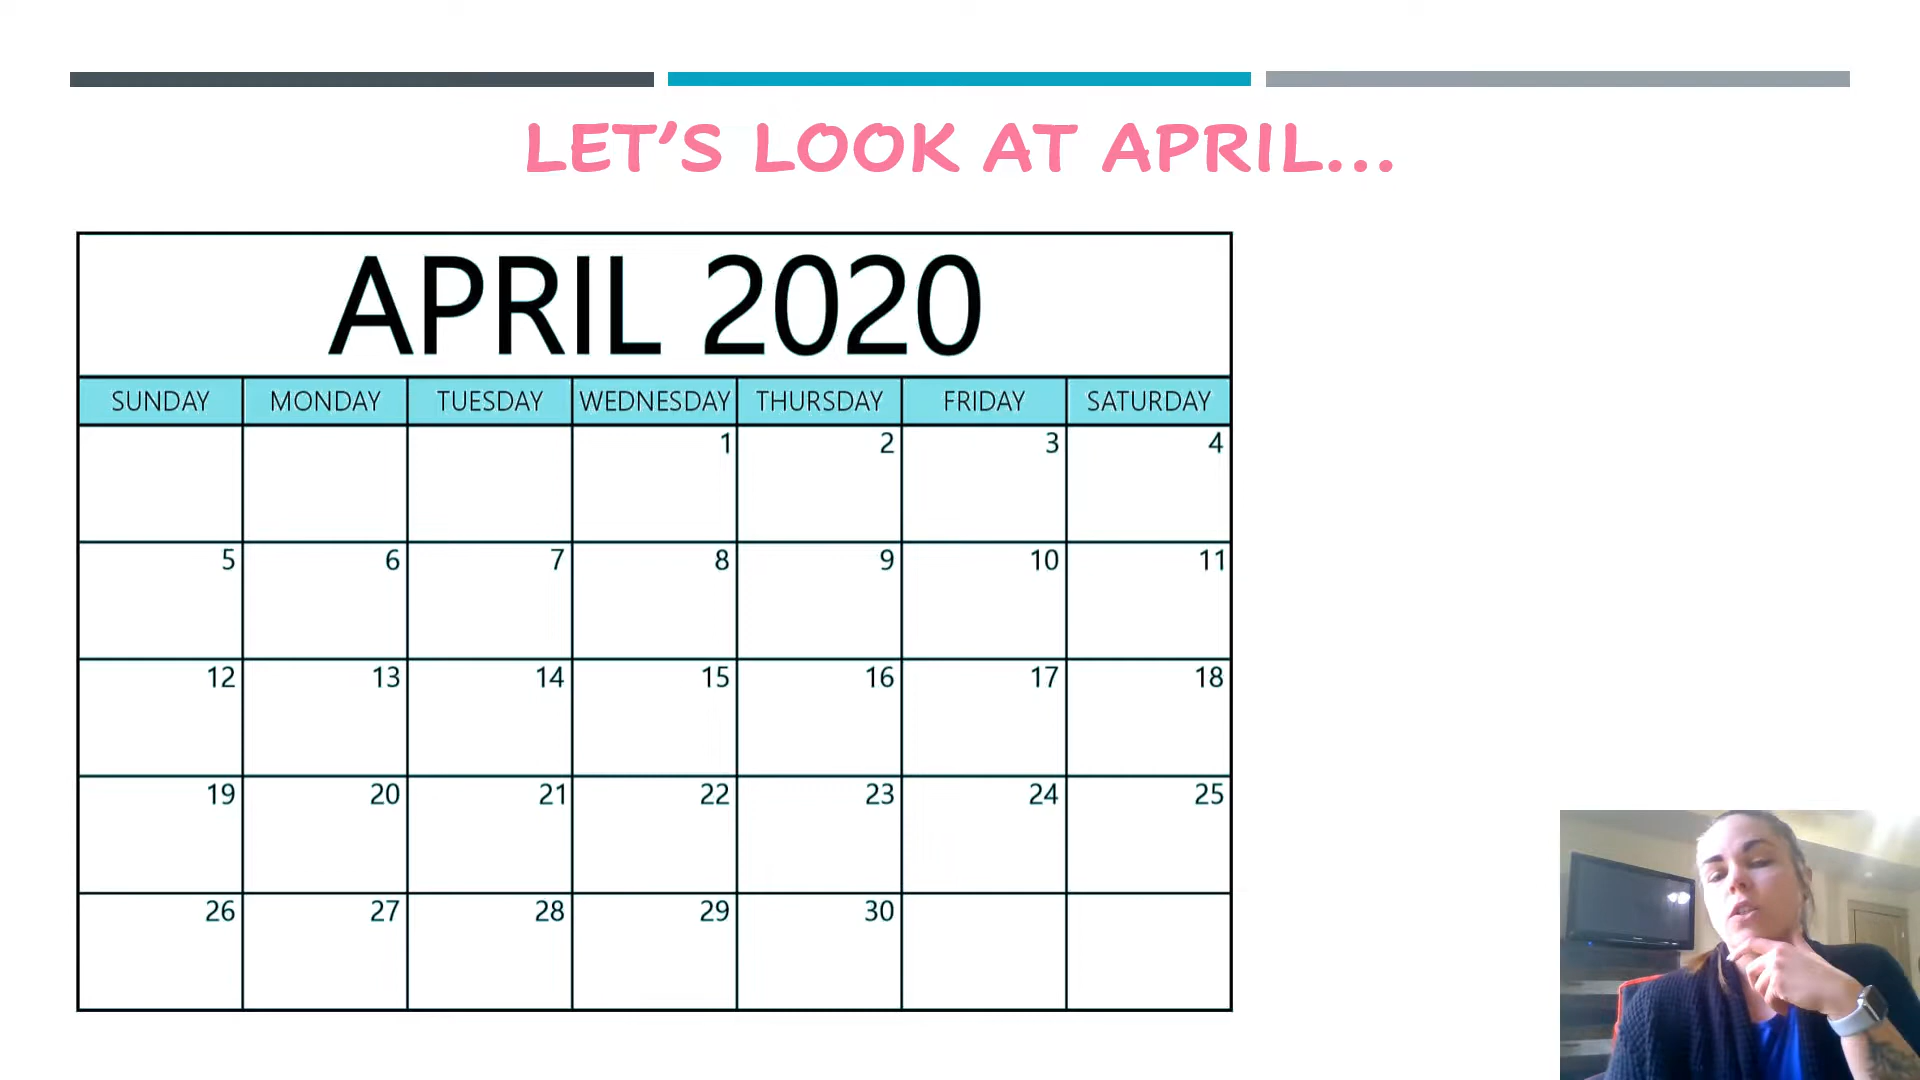 LET'S LOOK AT APRIL...
APRIL 2020
SUNDAY MONDAY TUESDAY WEDNESDAY THURSDAY FRIDAY SATURDAY
1 2 3 4
5 6 7 8 9 10 11
12 13 14 15 16 17 18
19 20 21 22 23 24 25
26 27 28 29 30